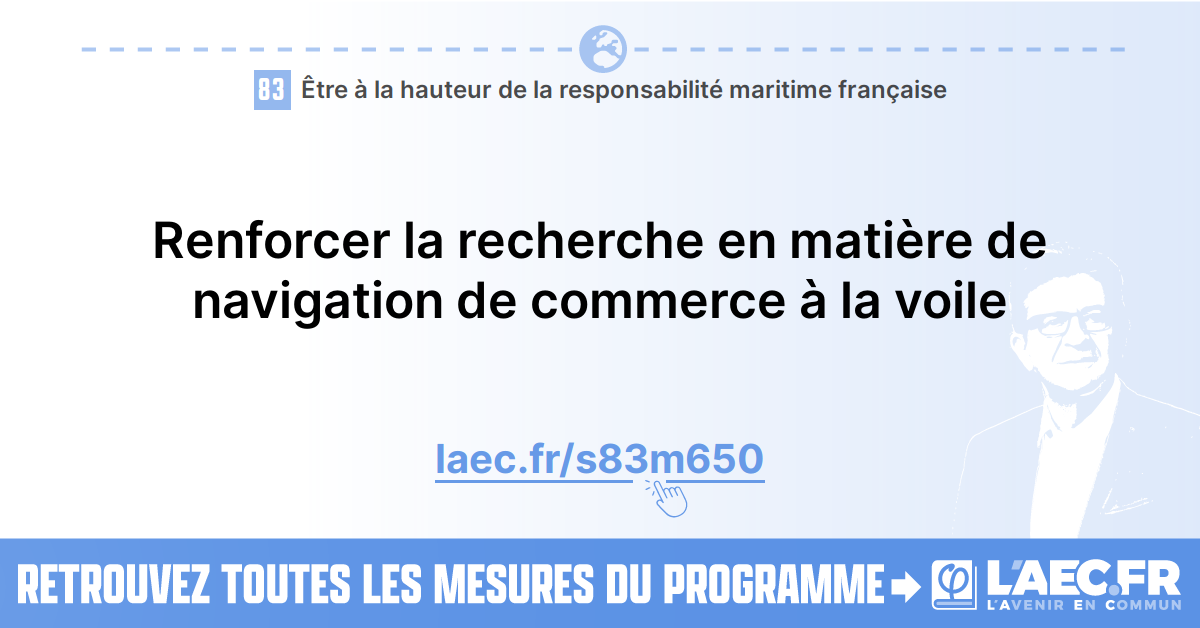 83 Être à la hauteur de la responsabilité maritime française
Renforcer la recherche en matière de
navigation de commerce à la voile
laec.fr/s83m650
RETROUVEZ TOUTES LES MESURES DU PROGRAMME
φ L'AEC.FR
L'AVENIR EN COMMUN